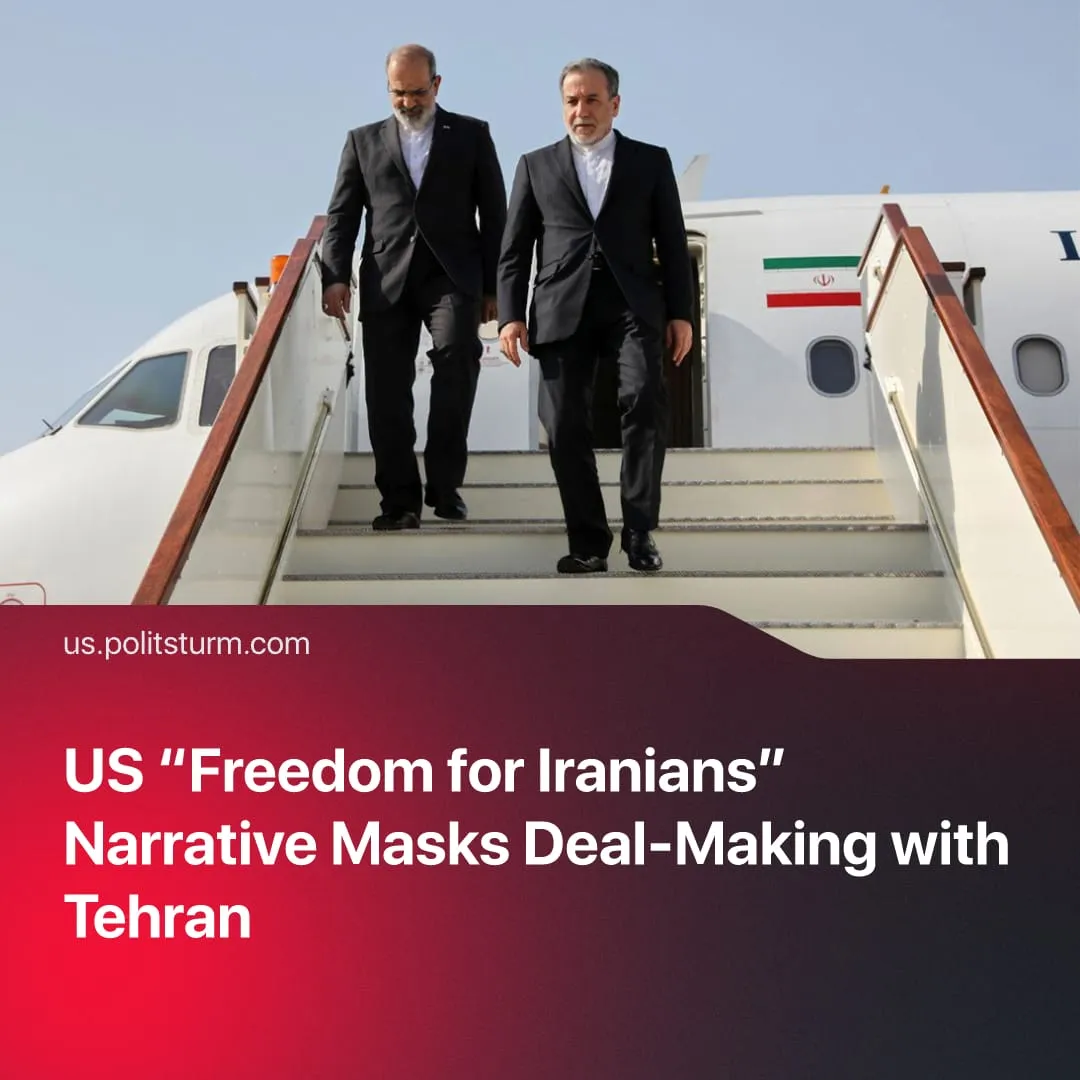 us.politsturm.com
US “Freedom for Iranians”
Narrative Masks Deal-Making with
Tehran